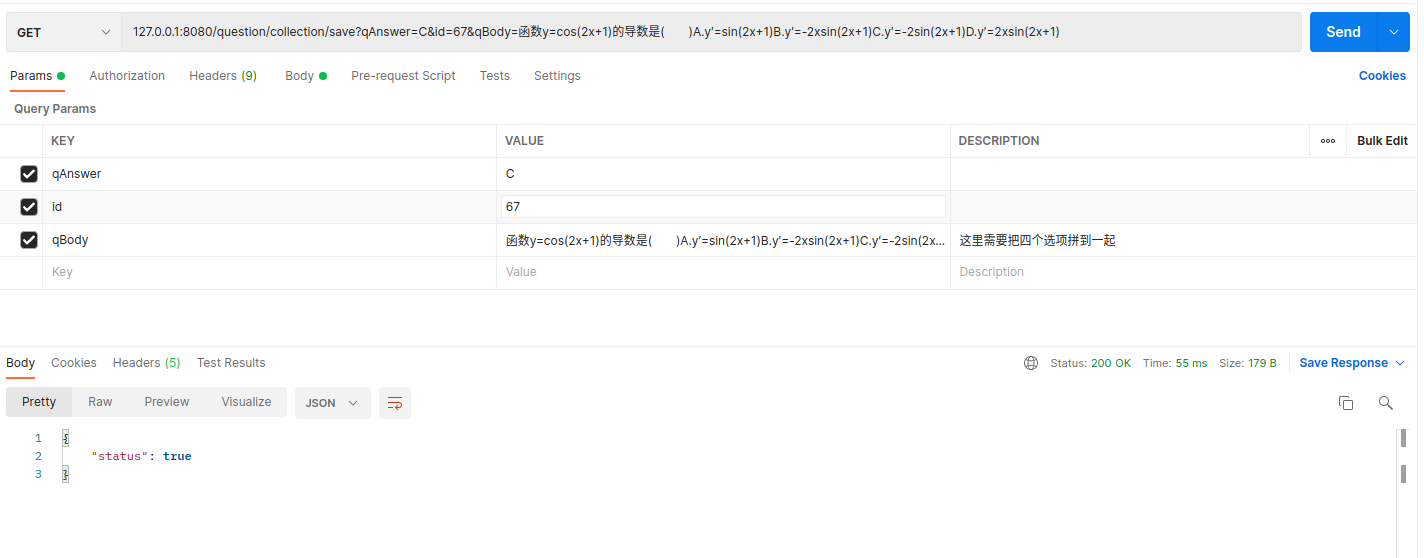 GET 127.0.0.1:8080/question/collection/save?qAnswer=C&id=67&qBody=函数y=cos(2x+1)的导数是(　　)A.y′=sin(2x+1)B.y′=-2xsin(2x+1)C.y′=-2sin(2x+1)D.y′=2xsin(2x+1) Send
Params Authorization Headers (9) Body Pre-request Script Tests Settings Cookies
Query Params
KEY VALUE DESCRIPTION Bulk Edit
qAnswer C
id 67
qBody 函数y=cos(2x+1)的导数是(　　)A.y′=sin(2x+1)B.y′=-2xsin(2x+1)C.y′=-2sin(2x... 这里需要把四个选项拼到一起
Key Value Description
Body Cookies Headers (5) Test Results Status: 200 OK Time: 55 ms Size: 179 B Save Response
Pretty Raw Preview Visualize JSON
1 {
2 "status": true
3 }